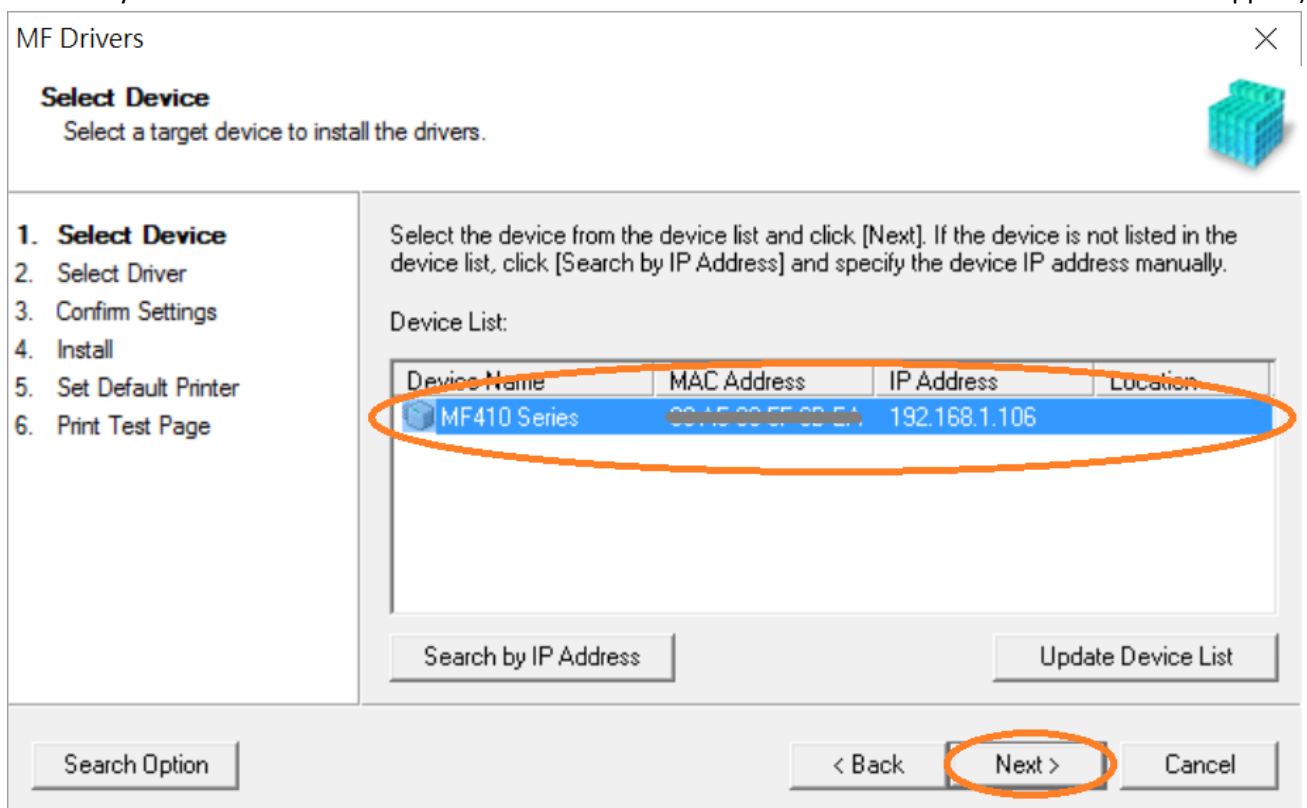 MF Drivers
Select Device
Select a target device to install the drivers.
1. Select Device
2. Select Driver
3. Confirm Settings
4. Install
5. Set Default Printer
6. Print Test Page
Select the device from the device list and click [Next]. If the device is not listed in the
device list, click [Search by IP Address] and specify the device IP address manually.
Device List:
Device Name MAC Address IP Address Location
MF410 Series 192.168.1.106
Search by IP Address Update Device List
Search Option < Back Next > Cancel